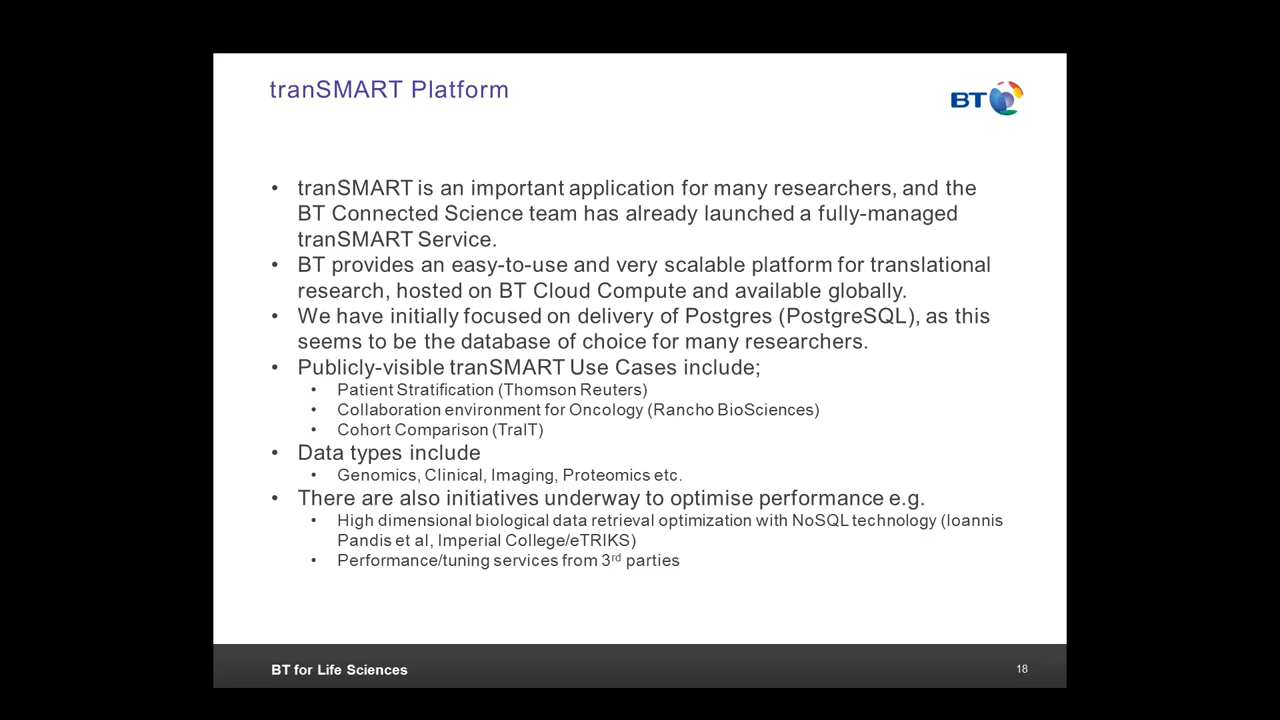 tranSMART Platform
BT
• tranSMART is an important application for many researchers, and the
BT Connected Science team has already launched a fully-managed
tranSMART Service.
• BT provides an easy-to-use and very scalable platform for translational
research, hosted on BT Cloud Compute and available globally.
• We have initially focused on delivery of Postgres (PostgreSQL), as this
seems to be the database of choice for many researchers.
• Publicly-visible tranSMART Use Cases include;
• Patient Stratification (Thomson Reuters)
• Collaboration environment for Oncology (Rancho BioSciences)
• Cohort Comparison (TraIT)
• Data types include
• Genomics, Clinical, Imaging, Proteomics etc.
• There are also initiatives underway to optimise performance e.g.
• High dimensional biological data retrieval optimization with NoSQL technology (Ioannis
Pandis et al, Imperial College/eTRIKS)
• Performance/tuning services from 3rd parties
BT for Life Sciences
18